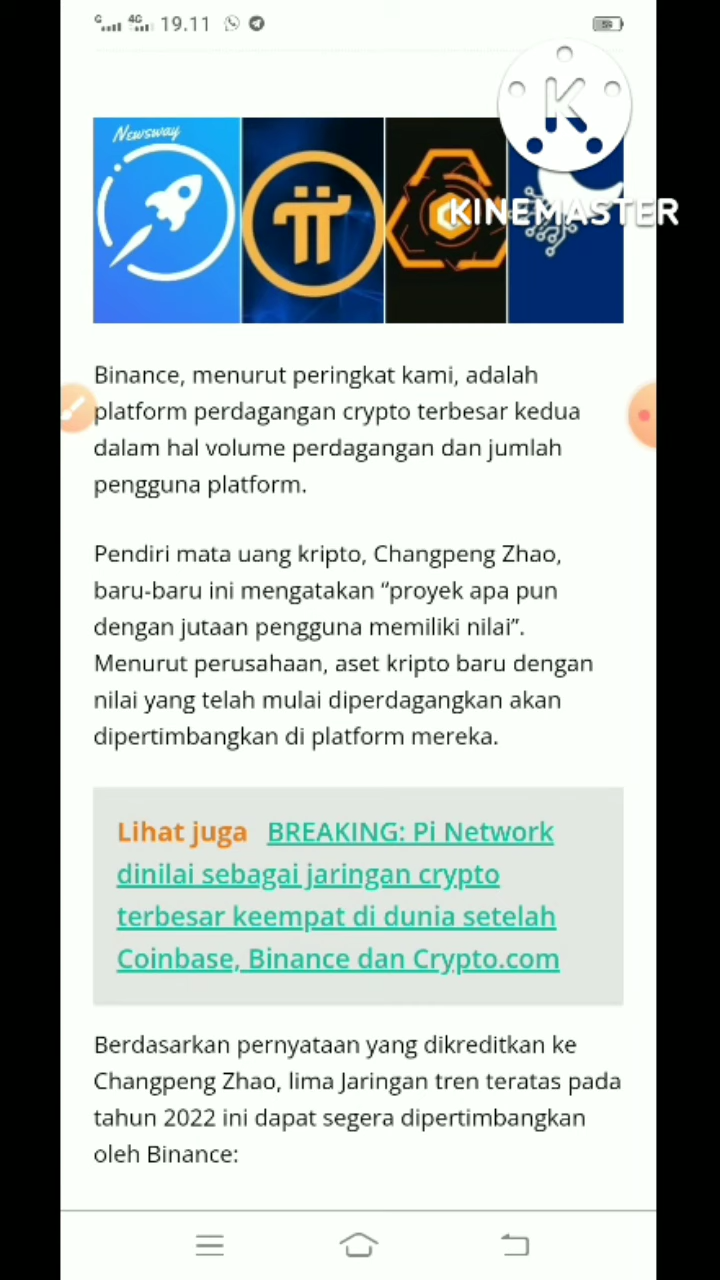 G 4G 19.11
Newsway
KINEMASTER
Binance, menurut peringkat kami, adalah
platform perdagangan crypto terbesar kedua
dalam hal volume perdagangan dan jumlah
pengguna platform.
Pendiri mata uang kripto, Changpeng Zhao,
baru-baru ini mengatakan “proyek apa pun
dengan jutaan pengguna memiliki nilai”.
Menurut perusahaan, aset kripto baru dengan
nilai yang telah mulai diperdagangkan akan
dipertimbangkan di platform mereka.
Lihat juga BREAKING: Pi Network
dinilai sebagai jaringan crypto
terbesar keempat di dunia setelah
Coinbase, Binance dan Crypto.com
Berdasarkan pernyataan yang dikreditkan ke
Changpeng Zhao, lima Jaringan tren teratas pada
tahun 2022 ini dapat segera dipertimbangkan
oleh Binance: